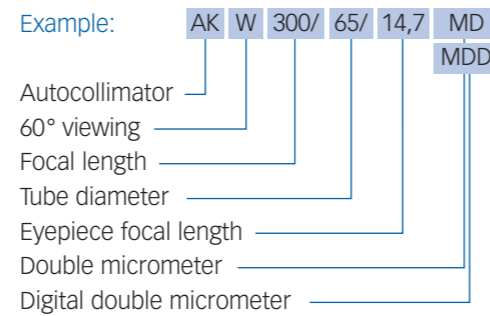 Example: AK W 300/ 65/ 14,7 MD
MDD
Autocollimator
60° viewing
Focal length
Tube diameter
Eyepiece focal length
Double micrometer
Digital double micrometer